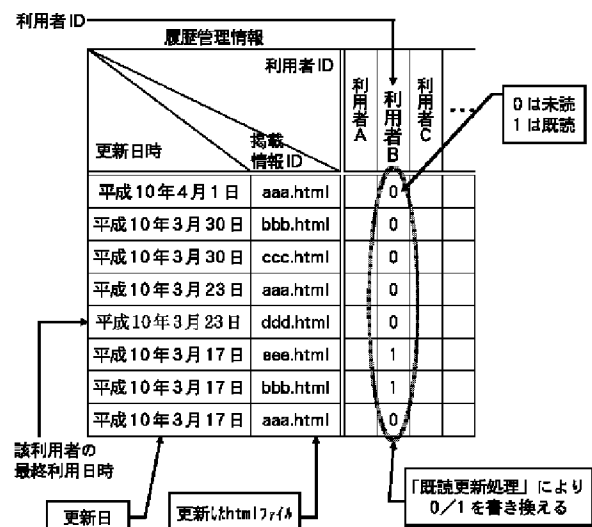 利用者ID
履歴管理情報
利用者ID
更新日時
掲載
情報ID
利用者A
利用者B
利用者C
…
0は未読
1は既読
平成10年4月1日 aaa.html 0
平成10年3月30日 bbb.html 0
平成10年3月30日 ccc.html 0
平成10年3月23日 aaa.html 0
平成10年3月23日 ddd.html 0
平成10年3月17日 eee.html 1
平成10年3月17日 bbb.html 1
平成10年3月17日 aaa.html 0
該利用者の
最終利用日時
更新日
更新したhtmlファイル
「既読更新処理」により
0/1を書き換える